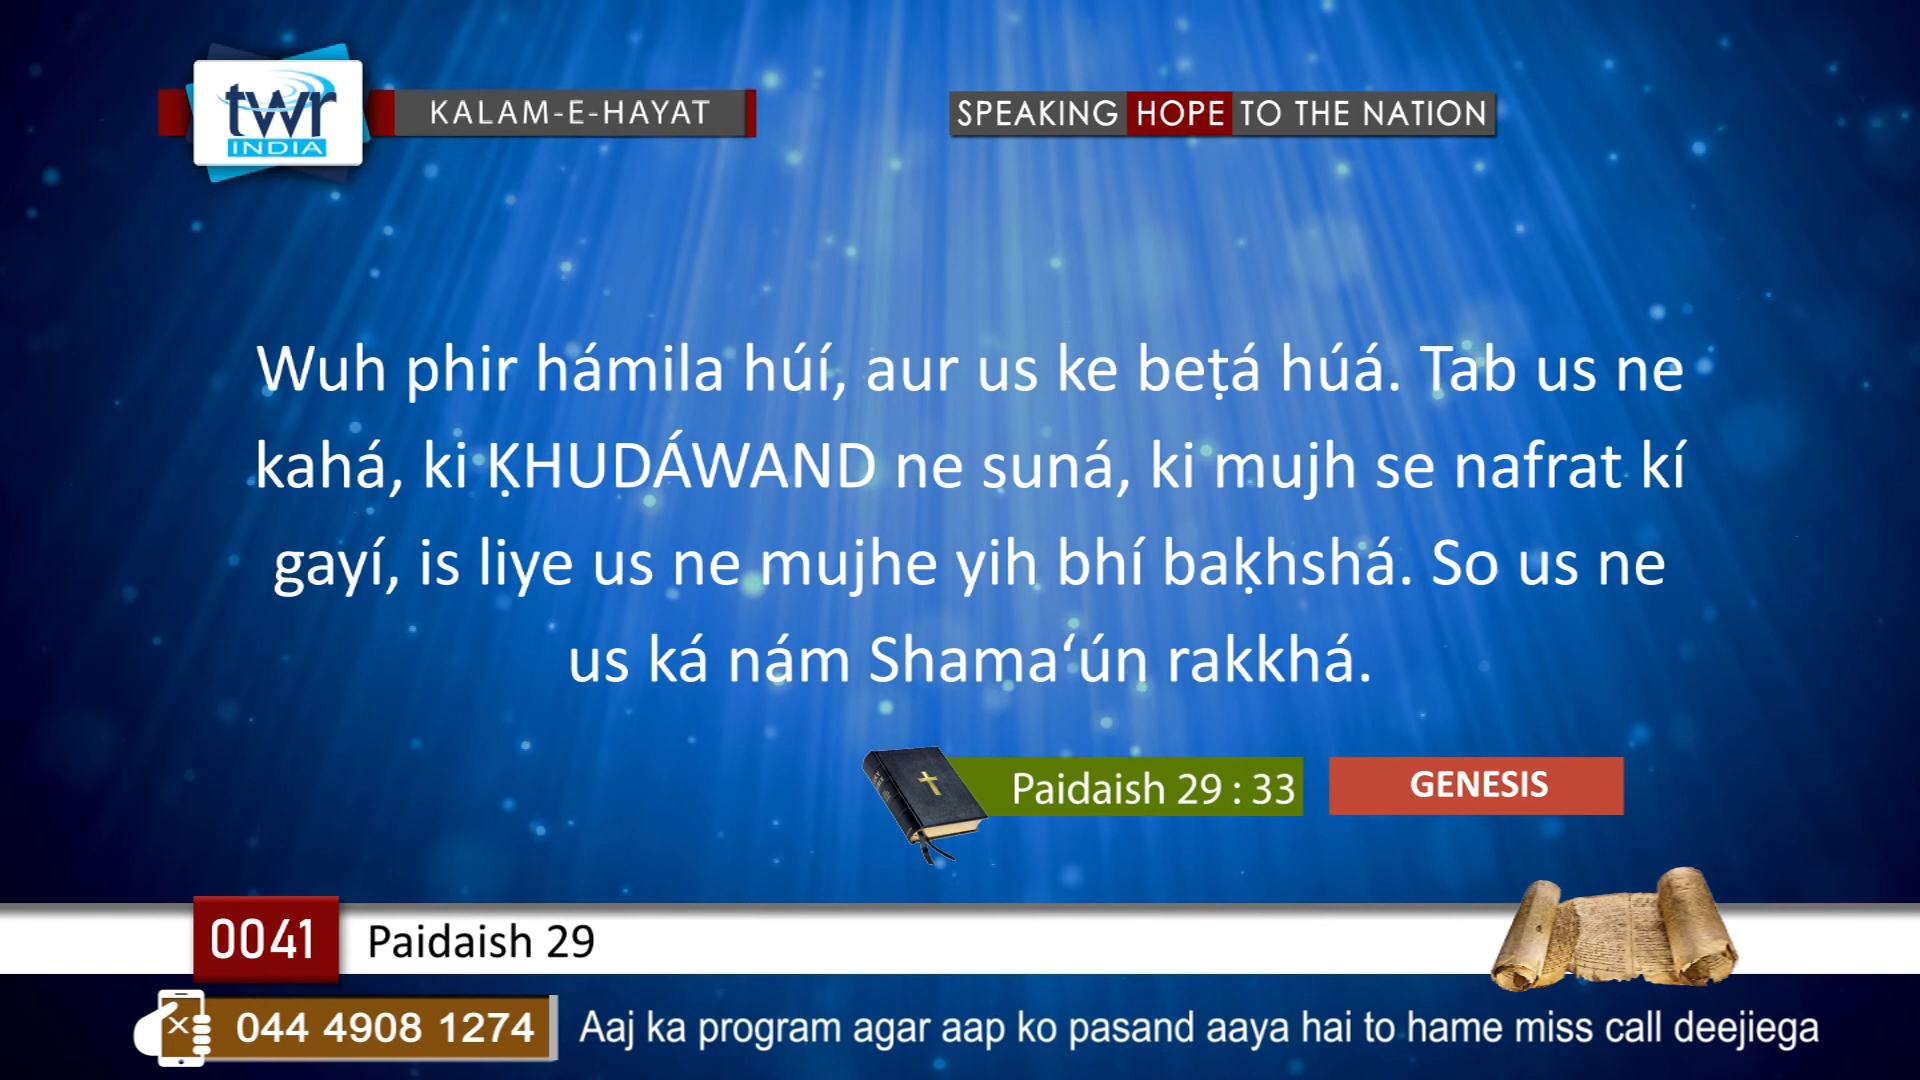 twr
INDIA
KALAM-E-HAYAT
SPEAKING HOPE TO THE NATION
Wuh phir hámila húí, aur us ke beṭá húá. Tab us ne
kahá, ki ḲHUDÁWAND ne suná, ki mujh se nafrat kí
gayí, is liye us ne mujhe yih bhí baḳhshá. So us ne
us ká nám Shama‘ún rakkhá.
Paidaish 29 : 33
GENESIS
0041
Paidaish 29
044 4908 1274
Aaj ka program agar aap ko pasand aaya hai to hame miss call deejiega